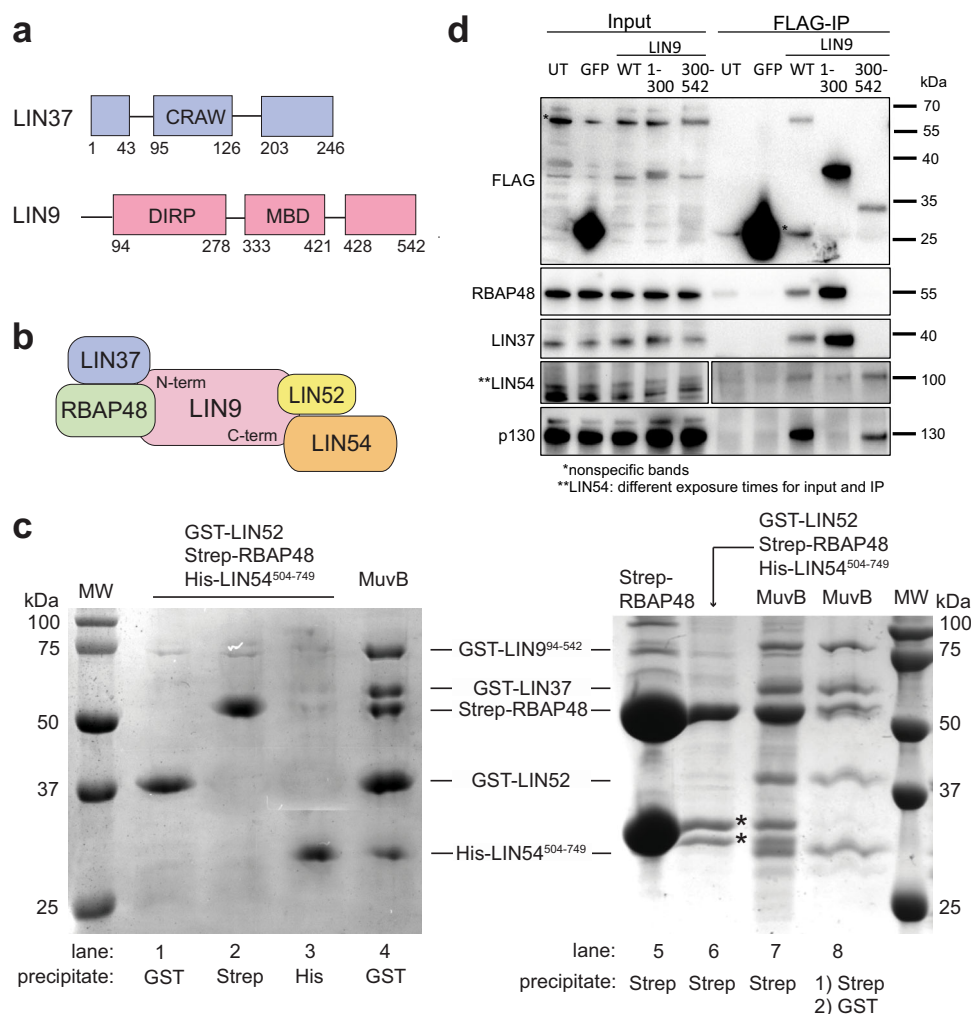 a
LIN37
CRAW
1 43 95 126 203 246
LIN9
DIRP MBD
94 278 333 421 428 542
b
LIN37
RBAP48
N-term
LIN9
C-term
LIN52
LIN54
d
Input FLAG-IP
LIN9 LIN9
UT GFP WT 1-300 300-542 UT GFP WT 1-300 300-542
kDa
FLAG
*
*
70
55
40
35
25
RBAP48
55
LIN37
40
**LIN54
100
p130
130
*nonspecific bands
**LIN54: different exposure times for input and IP
c
GST-LIN52
Strep-RBAP48
His-LIN54504-749
MW
MuvB
kDa
100
75
50
37
25
GST-LIN994-542
GST-LIN37
Strep-RBAP48
GST-LIN52
His-LIN54504-749
lane: 1 2 3 4
precipitate: GST Strep His GST
GST-LIN52
Strep-RBAP48
His-LIN54504-749
Strep-
RBAP48
MuvB MuvB MW
kDa
100
75
50
37
25
*
*
lane: 5 6 7 8
precipitate: Strep Strep Strep 1) Strep
2) GST